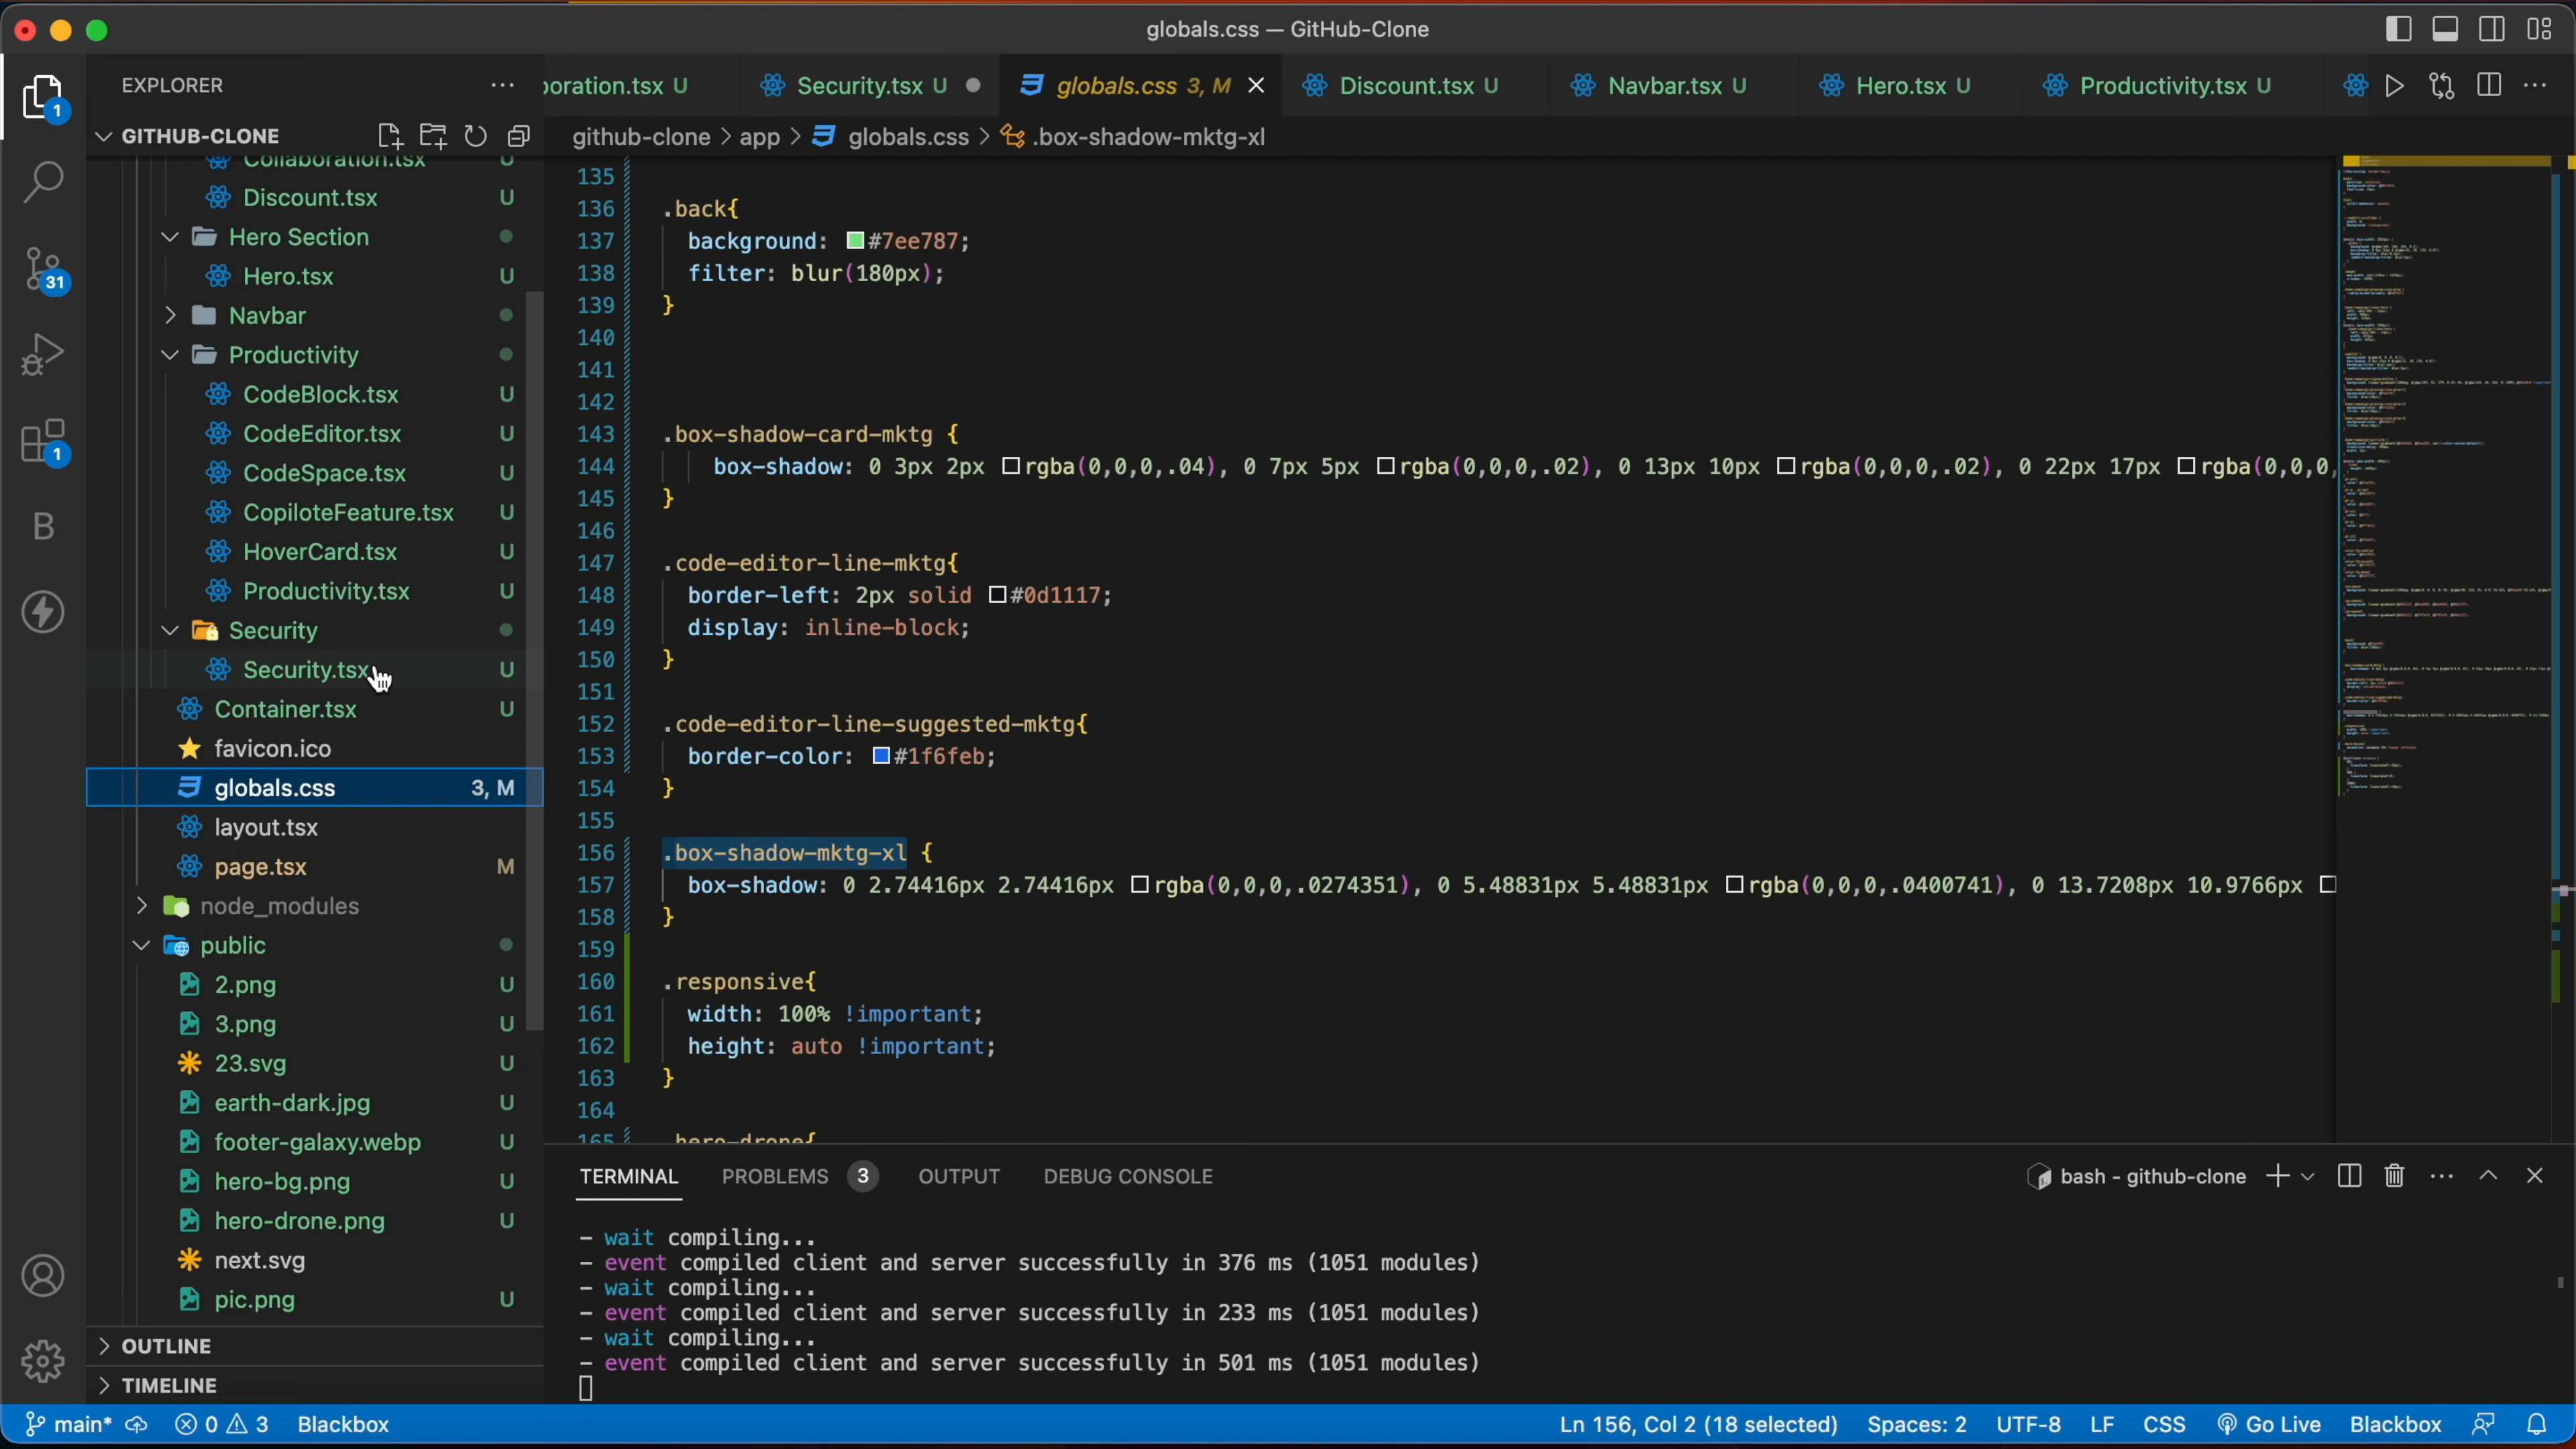 globals.css — GitHub-Clone
EXPLORER
oration.tsx U
Security.tsx U
globals.css 3, M
Discount.tsx U
Navbar.tsx U
Hero.tsx U
Productivity.tsx U
1
GITHUB-CLONE
github-clone > app > globals.css > .box-shadow-mktg-xl
Collaboration.tsx U
Discount.tsx U
Hero Section
Hero.tsx U
Navbar
Productivity
CodeBlock.tsx U
CodeEditor.tsx U
CodeSpace.tsx U
CopiloteFeature.tsx U
HoverCard.tsx U
Productivity.tsx U
Security
Security.tsx U
Container.tsx U
favicon.ico
globals.css 3, M
layout.tsx
page.tsx M
node_modules
public
2.png U
3.png U
23.svg U
earth-dark.jpg U
footer-galaxy.webp U
hero-bg.png U
hero-drone.png U
next.svg
pic.png U
OUTLINE
TIMELINE
31
1
B
135
136 .back{
137 background: #7ee787;
138 filter: blur(180px);
139 }
140
141
142
143 .box-shadow-card-mktg {
144 box-shadow: 0 3px 2px rgba(0,0,0,.04), 0 7px 5px rgba(0,0,0,.02), 0 13px 10px rgba(0,0,0,.02), 0 22px 17px rgba(0,0,0,
145 }
146
147 .code-editor-line-mktg{
148 border-left: 2px solid #0d1117;
149 display: inline-block;
150 }
151
152 .code-editor-line-suggested-mktg{
153 border-color: #1f6feb;
154 }
155
156 .box-shadow-mktg-xl {
157 box-shadow: 0 2.74416px 2.74416px rgba(0,0,0,.0274351), 0 5.48831px 5.48831px rgba(0,0,0,.0400741), 0 13.7208px 10.9766px
158 }
159
160 .responsive{
161 width: 100% !important;
162 height: auto !important;
163 }
164
165 hero-drone{
TERMINAL PROBLEMS 3 OUTPUT DEBUG CONSOLE
bash - github-clone
- wait compiling...
- event compiled client and server successfully in 376 ms (1051 modules)
- wait compiling...
- event compiled client and server successfully in 233 ms (1051 modules)
- wait compiling...
- event compiled client and server successfully in 501 ms (1051 modules)
main* 0 3 Blackbox
Ln 156, Col 2 (18 selected) Spaces: 2 UTF-8 LF CSS Go Live Blackbox